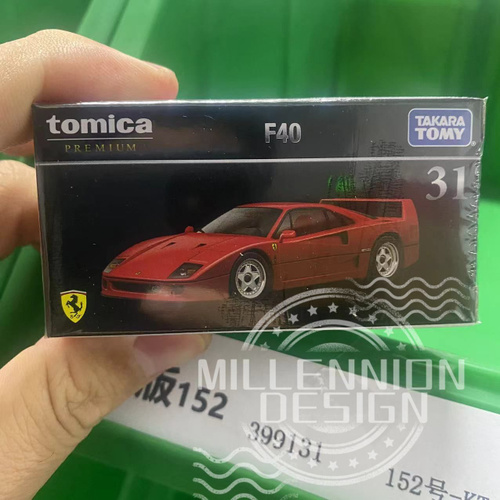 tomica
PREMIUM
F40
TAKARA
TOMY
31
MILLENNION
DESIGN
版152
399131
152号